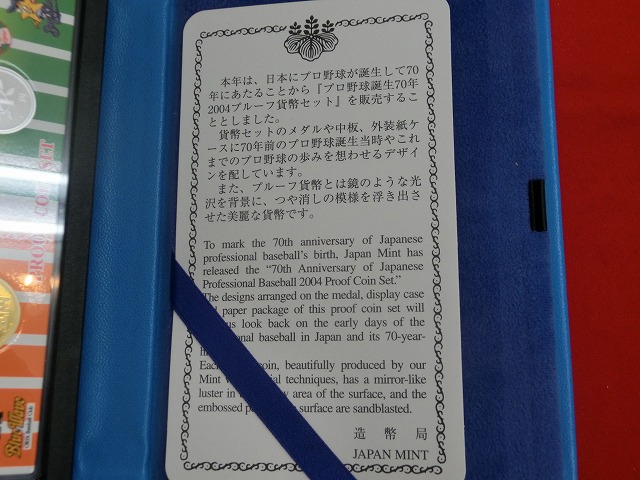 本年は、日本にプロ野球が誕生して70
年にあたることから『プロ野球誕生70年
2004プルーフ貨幣セット』を販売するこ
ととしました。
貨幣セットのメダルや中板、外装紙ケ
ースに70年前のプロ野球誕生当時やこれ
までのプロ野球の歩みを想わせるデザイ
ンを配しています。
また、プルーフ貨幣とは鏡のような光
沢を背景に、つや消しの模様を浮き出さ
せた美麗な貨幣です。
To mark the 70th anniversary of Japanese
professional baseball's birth, Japan Mint has
released the "70th Anniversary of Japanese
Professional Baseball 2004 Proof Coin Set."
The designs arranged on the medal, display case
paper package of this proof coin set will
us look back on the early days of the
baseball in Japan and its 70-year-
coin, beautifully produced by our
Mint techniques, has a mirror-like
luster in area of the surface, and the
embossed surface are sandblasted.
造幣局
JAPAN MINT
PROOF COIN SET
Blue Wave